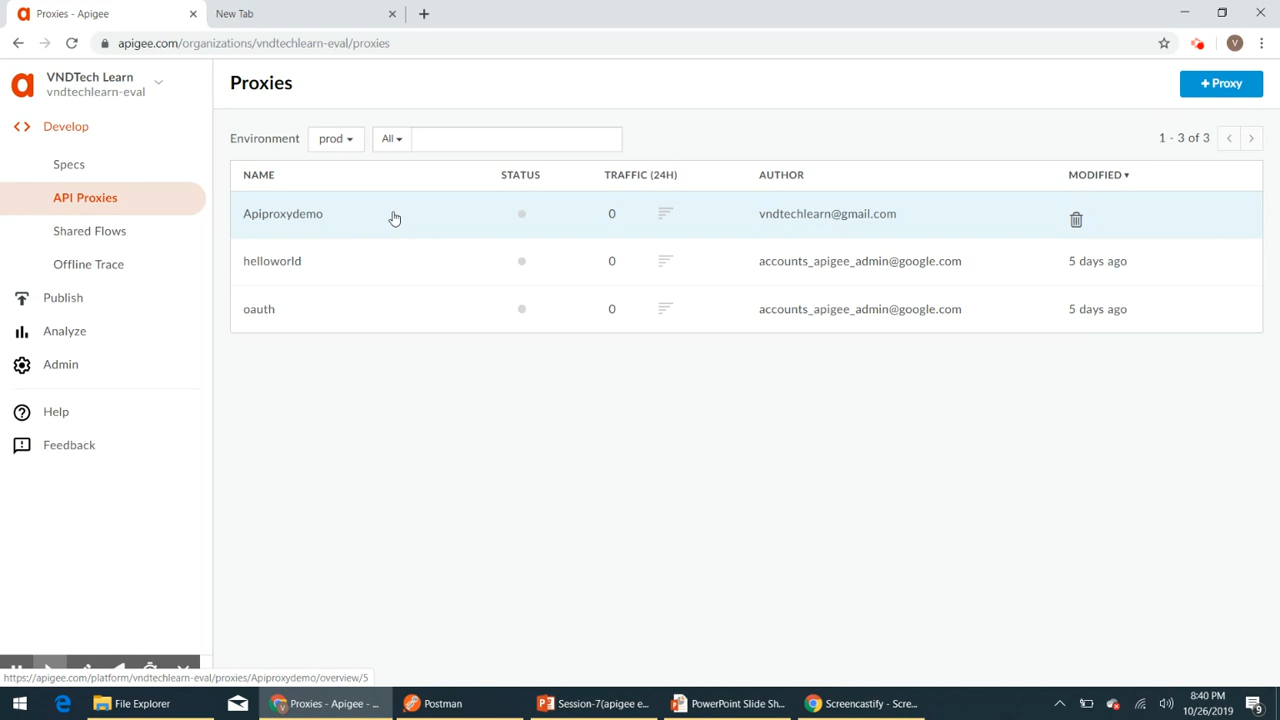 Proxies - Apigee
New Tab
apigee.com/organizations/vndtechlearn-eval/proxies
V
a
VNDTech Learn
vndtechlearn-eval
Develop
Specs
API Proxies
Shared Flows
Offline Trace
Publish
Analyze
Admin
Help
Feedback
Proxies
+ Proxy
Environment prod All 1 - 3 of 3
NAME STATUS TRAFFIC (24H) AUTHOR MODIFIED
Apiproxydemo 0 vndtechlearn@gmail.com
helloworld 0 accounts_apigee_admin@google.com 5 days ago
oauth 0 accounts_apigee_admin@google.com 5 days ago
https://apigee.com/platform/vndtechlearn-eval/proxies/Apiproxydemo/overview/5
File Explorer
Proxies - Apigee - ...
Postman
Session-7(apigee e...
PowerPoint Slide Sh...
Screencastify - Scre...
8:40 PM
10/26/2019
9